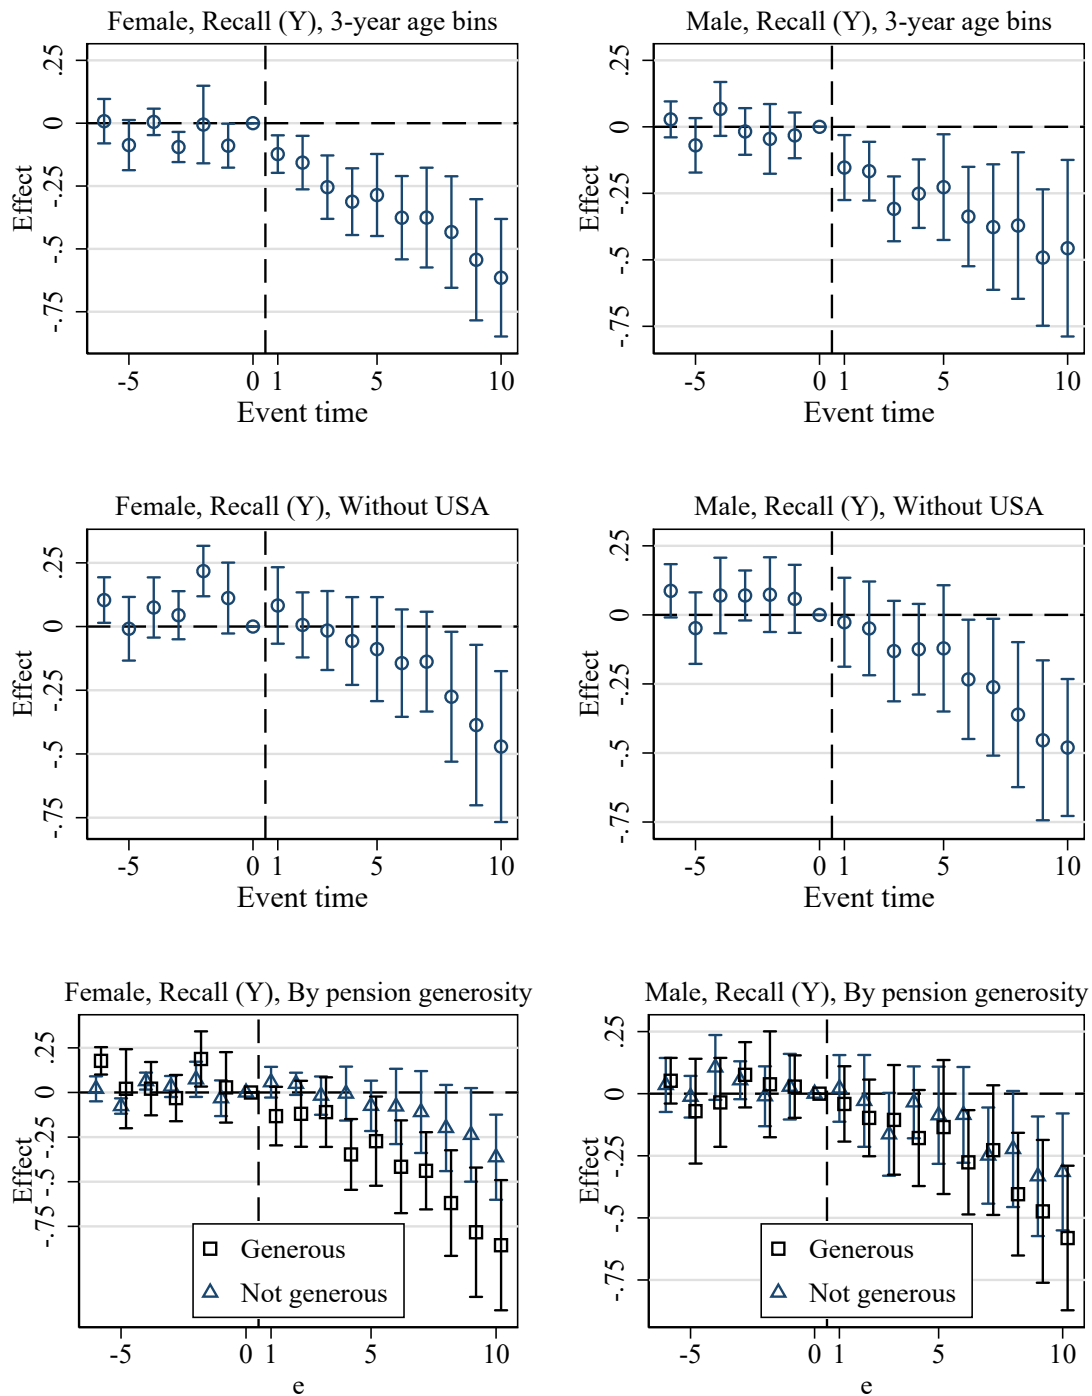 Female, Recall (Y), 3-year age bins
Effect
.25
0
-.25
-.5
-.75
-5
0
1
5
10
Event time
Male, Recall (Y), 3-year age bins
Effect
.25
0
-.25
-.5
-.75
-5
0
1
5
10
Event time
Female, Recall (Y), Without USA
Effect
.25
0
-.25
-.5
-.75
-5
0
1
5
10
Event time
Male, Recall (Y), Without USA
Effect
.25
0
-.25
-.5
-.75
-5
0
1
5
10
Event time
Female, Recall (Y), By pension generosity
Effect
.25
0
-.25
-.5
-.75
Generous
Not generous
-5
0
1
5
10
e
Male, Recall (Y), By pension generosity
Effect
.25
0
-.25
-.5
-.75
Generous
Not generous
-5
0
1
5
10
e